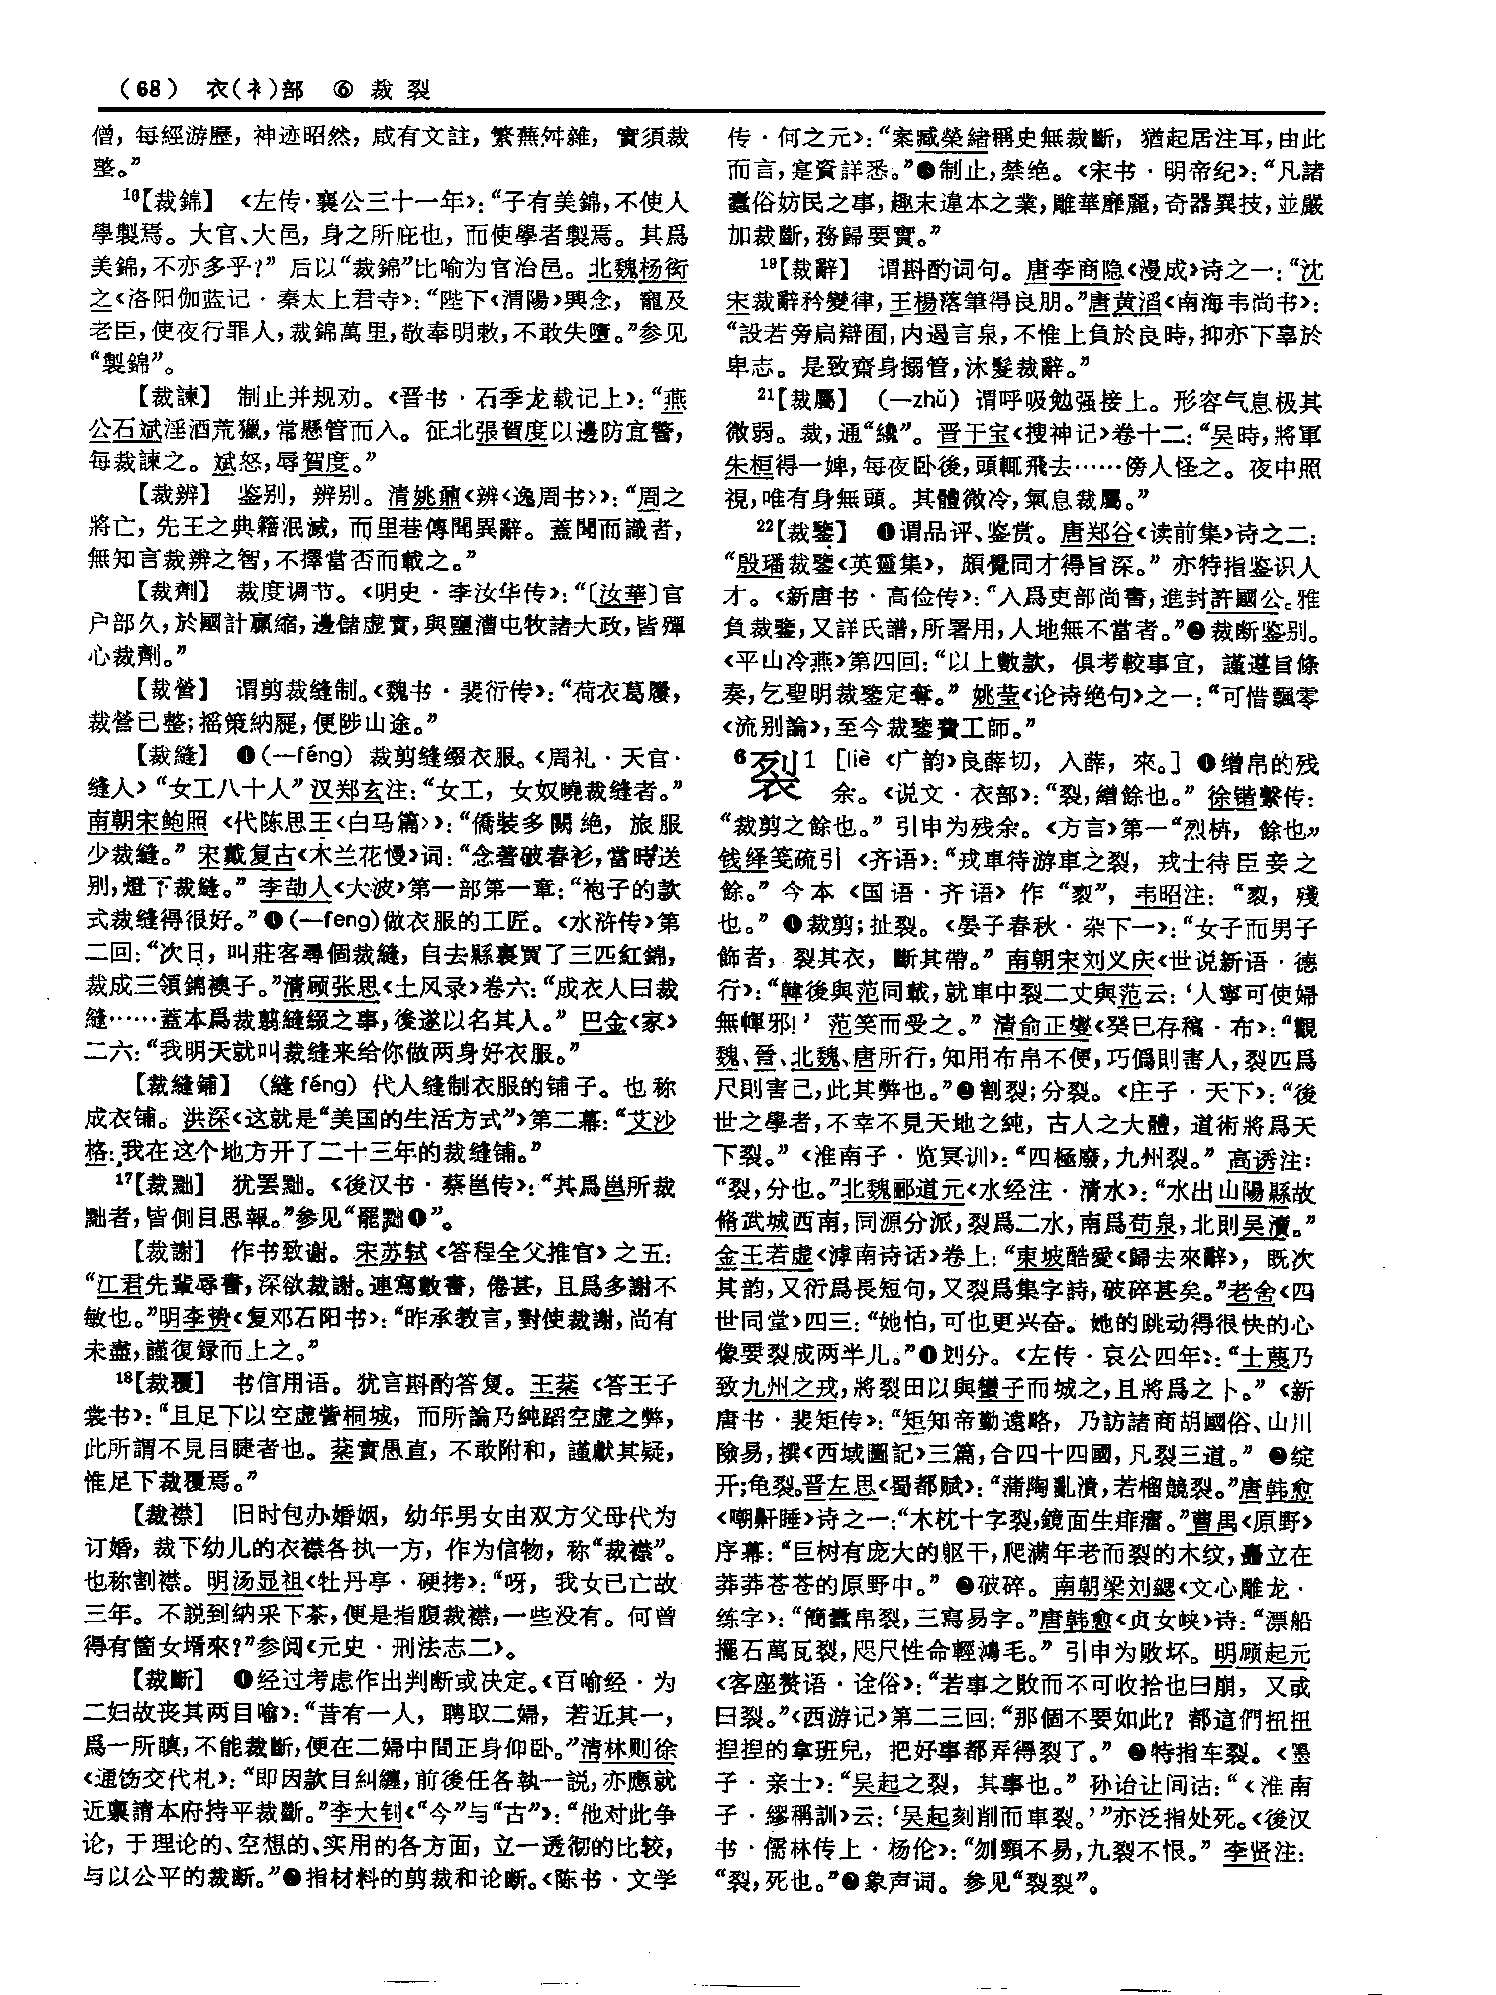 （68） 衣(衤)部 ⑥ 裁 裂
僧，每經游歷，神迹昭然，咸有文註，繁蕪舛雜，實須裁
整。”
16【裁錦】 《左传·襄公三十一年》：“子有美錦，不使人
學製焉。大官、大邑，身之所庇也，而使學者製焉。其爲
美錦，不亦多乎？” 后以“裁錦”比喻为官治邑。北魏杨衒
之《洛阳伽蓝记·秦太上君寺》：“陛下《渭陽》興念，寵及
老臣，使夜行罪人，裁錦萬里，敬奉明敕，不敢失墮。”参见
“製錦”。
【裁諫】 制止并规劝。《晋书·石季龙载记上》：“燕
公石斌淫酒荒獵，常懸管而入。征北張賀度以邊防宜警，
每裁諫之。斌怒，辱賀度。”
【裁辨】 鉴别，辨别。清姚鼐《辨〈逸周书〉》：“周之
將亡，先王之典籍泯滅，而里巷傳聞異辭。蓋聞而識者，
無知言裁辨之智，不擇當否而載之。”
【裁劑】 裁度调节。《明史·李汝华传》：“〔汝華〕官
户部久，於國計贏縮，邊儲虚實，與鹽漕屯牧諸大政，皆殫
心裁劑。”
【裁營】 谓剪裁缝制。《魏书·裴衍传》：“荷衣葛履，
裁營已整；摇策納屣，便陟山途。”
【裁縫】 ❶(一féng) 裁剪缝缀衣服。《周礼·天官·
缝人》“女工八十人” 汉郑玄注：“女工，女奴曉裁缝者。”
南朝宋鲍照 《代陈思王〈白马篇〉》：“僑裝多闕絶，旅服
少裁縫。” 宋戴复古《木兰花慢》词：“念著破春衫，當時送
别，燈下裁縫。” 李劼人《大波》第一部第一章：“袍子的款
式裁缝得很好。”❶(一feng)做衣服的工匠。《水浒传》第
二回：“次日，叫莊客尋個裁縫，自去縣裏買了三匹紅錦，
裁成三領錦襖子。”清顾张思《土风录》卷六：“成衣人曰裁
縫……蓋本爲裁翦縫綴之事，後遂以名其人。” 巴金《家》
二六：“我明天就叫裁缝来给你做两身好衣服。”
【裁縫鋪】 （縫 féng）代人缝制衣服的铺子。也称
成衣铺。洪深《这就是“美国的生活方式”》第二幕：“艾沙
格：我在这个地方开了二十三年的裁缝铺。”
17【裁黜】 犹罢黜。《後汉书·蔡邕传》：“其爲邕所裁
黜者，皆側目思報。”参见“罷黜❶”。
【裁謝】 作书致谢。宋苏轼《答程全父推官》之五：
“江君先輩辱書，深欲裁謝。連寫數書，倦甚，且爲多謝不
敏也。”明李贽《复邓石阳书》：“昨承教言，對使裁謝，尚有
未盡，謹復録而上之。”
18【裁覆】 书信用语。犹言斟酌答复。王棻《答王子
裳书》：“且足下以空虚訾桐城，而所論乃純蹈空虚之弊，
此所謂不見目睫者也。棻實愚直，不敢附和，謹獻其疑，
惟足下裁覆焉。”
【裁襟】 旧时包办婚姻，幼年男女由双方父母代为
订婚，裁下幼儿的衣襟各执一方，作为信物，称“裁襟”。
也称割襟。明汤显祖《牡丹亭·硬拷》：“呀，我女已亡故
三年。不説到纳采下茶，便是指腹裁襟，一些没有。何曾
得有箇女壻來？”参阅《元史·刑法志二》。
【裁斷】 ❶经过考虑作出判断或决定。《百喻经·为
二妇故丧其两目喻》：“昔有一人，聘取二婦，若近其一，
爲一所瞋，不能裁斷，便在二婦中間正身仰卧。”清林则徐
《通饬交代札》：“即因款目糾纏，前後任各執一説，亦應就
近禀請本府持平裁斷。”李大钊《“今”与“古”》：“他对此争
论，于理论的、空想的、实用的各方面，立一透彻的比较，
与以公平的裁断。”❷指材料的剪裁和论断。《陈书·文学
传·何之元》：“案臧榮緒稱史無裁斷，猶起居注耳，由此
而言，寔資詳悉。”❸制止，禁绝。《宋书·明帝纪》：“凡諸
蠹俗妨民之事，趣末違本之業，雕華靡麗，奇器異技，並嚴
加裁斷，務歸要實。”
19【裁辭】 谓斟酌词句。唐李商隐《漫成》诗之一：“沈
宋裁辭矜變律，王楊落筆得良朋。”唐黄滔《南海韦尚书》：
“設若旁扃辯囿，内遏言泉，不惟上負於良時，抑亦下辜於
卑志。是致齋身搦管，沐髮裁辭。”
21【裁屬】 （一zhǔ）谓呼吸勉强接上。形容气息极其
微弱。裁，通“纔”。晋干宝《搜神记》卷十二：“吴時，將軍
朱桓得一婢，每夜卧後，頭輒飛去……傍人怪之。夜中照
視，唯有身無頭。其體微冷，氣息裁屬。”
22【裁鑒】 ❶谓品评、鉴赏。唐郑谷《读前集》诗之二：
“殷璠裁鑒《英靈集》，頗覺同才得旨深。” 亦特指鉴识人
才。《新唐书·高俭传》：“入爲吏部尚書，進封許國公。雅
負裁鑒，又詳氏譜，所署用，人地無不當者。”❷裁断鉴别。
《平山冷燕》第四回：“以上數款，俱考較事宜，謹遵旨條
奏，乞聖明裁鑒定奪。” 姚莹《论诗绝句》之一：“可惜飄零
《流别論》，至今裁鑒費工師。”
6裂1 [liè 《广韵》良薛切，入薛，來。] ❶缯帛的残
余。《说文·衣部》：“裂，繒餘也。” 徐锴繫传：
“裁剪之餘也。” 引申为残余。《方言》第一“烈枿，餘也”
钱绎笺疏引 《齐语》：“戎車待游車之裂，戎士待臣妾之
餘。” 今本 《国语·齐语》 作 “裂”，韦昭注：“裂，殘
也。” ❶裁剪；扯裂。《晏子春秋·杂下一》：“女子而男子
飾者，裂其衣，斷其帶。” 南朝宋刘义庆《世说新语·德
行》：“韓後與范同載，就車中裂二丈與范云：‘人寧可使婦
無㡓邪！’ 范笑而受之。” 清俞正燮《癸巳存稿·布》：“觀
魏、晉、北魏、唐所行，知用布帛不便，巧僞則害人，裂匹爲
尺則害己，此其弊也。”❷割裂；分裂。《庄子·天下》：“後
世之學者，不幸不見天地之純，古人之大體，道術將爲天
下裂。” 《淮南子·览冥训》：“四極廢，九州裂。” 高诱注：
“裂，分也。”北魏郦道元《水经注·清水》：“水出山陽縣故
脩武城西南，同源分派，裂爲二水，南爲苟泉，北則吴瀆。”
金王若虚《滹南诗话》卷上：“東坡酷愛《歸去來辭》，既次
其韵，又衍爲長短句，又裂爲集字詩，破碎甚矣。”老舍《四
世同堂》四三：“她怕，可也更兴奋。她的跳动得很快的心
像要裂成两半儿。”❶划分。《左传·哀公四年》：“士蔑乃
致九州之戎，將裂田以與蠻子而城之，且將爲之卜。” 《新
唐书·裴矩传》：“矩知帝勤遠略，乃訪諸商胡國俗、山川
險易，撰《西域圖記》三篇，合四十四國，凡裂三道。” ❷绽
开；龟裂。晋左思《蜀都赋》：“蒲陶亂潰，若榴競裂。”唐韩愈
《嘲鼾睡》诗之一：“木枕十字裂，鏡面生痱癗。”曹禺《原野》
序幕：“巨树有庞大的躯干，爬满年老而裂的木纹，矗立在
莽莽苍苍的原野中。” ❷破碎。南朝梁刘勰《文心雕龙·
练字》：“簡蠹帛裂，三寫易字。”唐韩愈《贞女峡》诗：“漂船
擺石萬瓦裂，咫尺性命輕鴻毛。” 引申为败坏。明顾起元
《客座赘语·诠俗》：“若事之敗而不可收拾也曰崩，又或
曰裂。”《西游记》第二三回：“那個不要如此？都這們扭扭
捏捏的拿班兒，把好事都弄得裂了。” ❷特指车裂。《墨
子·亲士》：“吴起之裂，其事也。” 孙诒让间诂：“《淮南
子·繆稱訓》云：‘吴起刻削而車裂。’”亦泛指处死。《後汉
书·儒林传上·杨伦》：“刎頸不易，九裂不恨。” 李贤注：
“裂，死也。”❷象声词。参见“裂裂”。